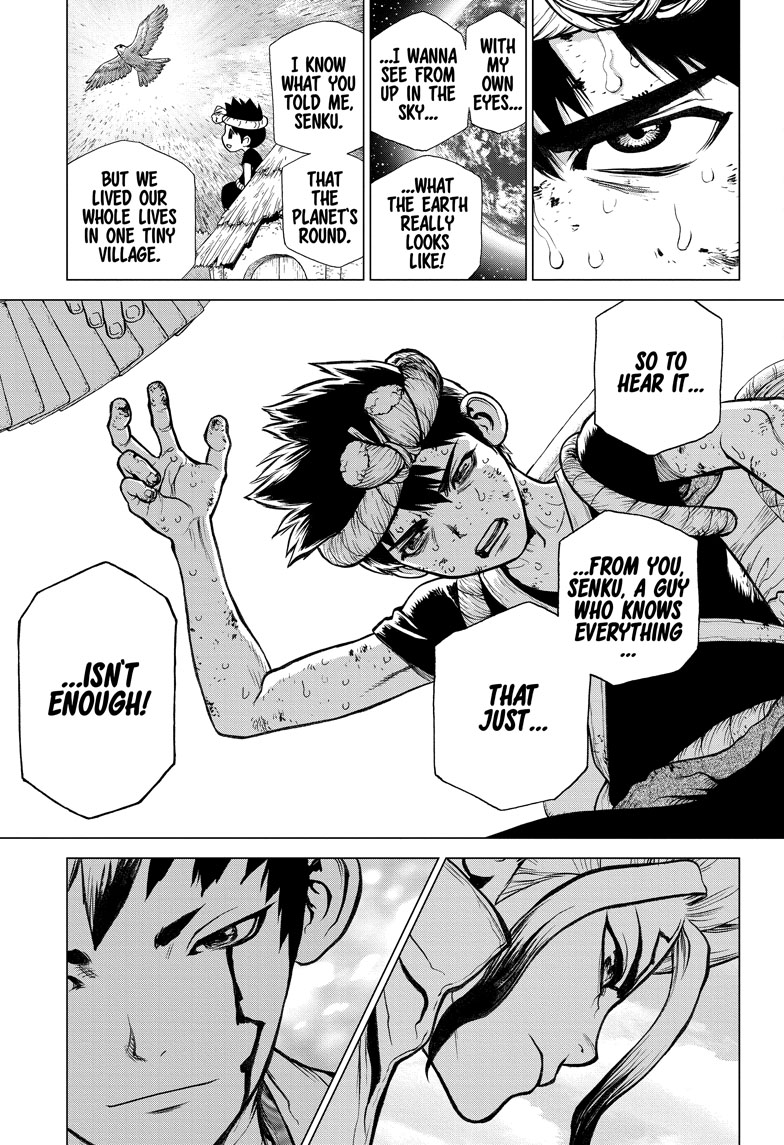 WITH
MY
OWN
EYES...
...I WANNA
SEE FROM
UP IN THE
SKY...
...WHAT
THE EARTH
REALLY
LOOKS
LIKE!
I KNOW
WHAT YOU
TOLD ME,
SENKU.
THAT
THE
PLANET'S
ROUND.
BUT WE
LIVED OUR
WHOLE LIVES
IN ONE TINY
VILLAGE.
SO TO
HEAR IT...
...FROM YOU,
SENKU, A GUY
WHO KNOWS
EVERYTHING
...
THAT
JUST...
...ISN'T
ENOUGH!